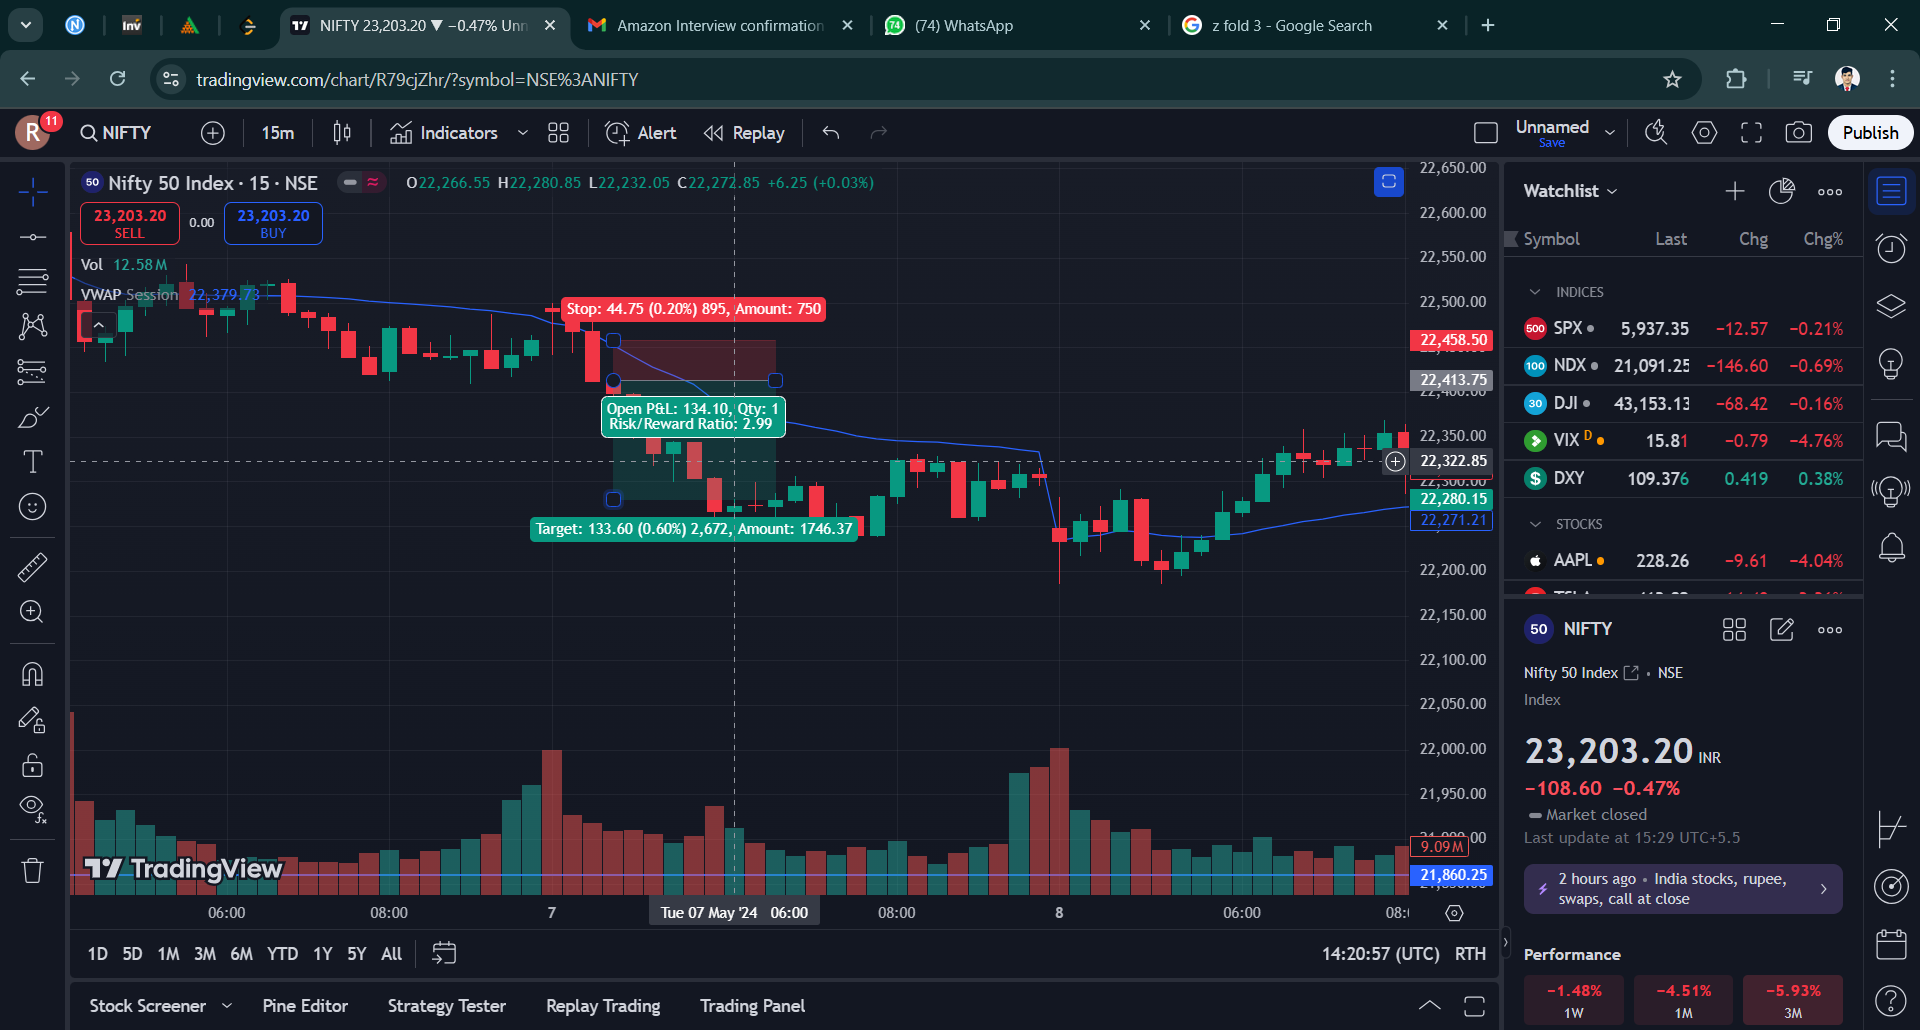 NIFTY 23,203.20 ▼ −0.47% Unn
Amazon Interview confirmation
(74) WhatsApp
z fold 3 - Google Search
tradingview.com/chart/R79cjZhr/?symbol=NSE%3ANIFTY
R 11
NIFTY
15m
Indicators
Alert
Replay
Unnamed
Save
Publish
50 Nifty 50 Index · 15 · NSE
O22,266.55 H22,280.85 L22,232.05 C22,272.85 +6.25 (+0.03%)
23,203.20
SELL
0.00
23,203.20
BUY
Vol 12.58 M
VWAP Session 22,379.73
Stop: 44.75 (0.20%) 895, Amount: 750
Open P&L: 134.10, Qty: 1
Risk/Reward Ratio: 2.99
Target: 133.60 (0.60%) 2,672, Amount: 1746.37
22,650.00
22,600.00
22,550.00
22,500.00
22,458.50
22,413.75
22,400.00
22,350.00
22,322.85
22,300.00
22,280.15
22,271.21
22,200.00
22,150.00
22,100.00
22,050.00
22,000.00
21,950.00
21,900.00
9.09 M
21,860.25
TradingView
06:00
08:00
7
Tue 07 May '24 06:00
08:00
8
06:00
08:0
1D 5D 1M 3M 6M YTD 1Y 5Y All
14:20:57 (UTC) RTH
Stock Screener
Pine Editor
Strategy Tester
Replay Trading
Trading Panel
Watchlist
Symbol Last Chg Chg%
INDICES
500 SPX 5,937.35 −12.57 −0.21%
100 NDX 21,091.25 −146.60 −0.69%
30 DJI 43,153.13 −68.42 −0.16%
VIX D 15.81 −0.79 −4.76%
$ DXY 109.376 0.419 0.38%
STOCKS
AAPL 228.26 −9.61 −4.04%
50 NIFTY
Nifty 50 Index • NSE
Index
23,203.20 INR
−108.60 −0.47%
Market closed
Last update at 15:29 UTC+5.5
2 hours ago • India stocks, rupee,
swaps, call at close
Performance
−1.48%
1W
−4.51%
1M
−5.93%
3M